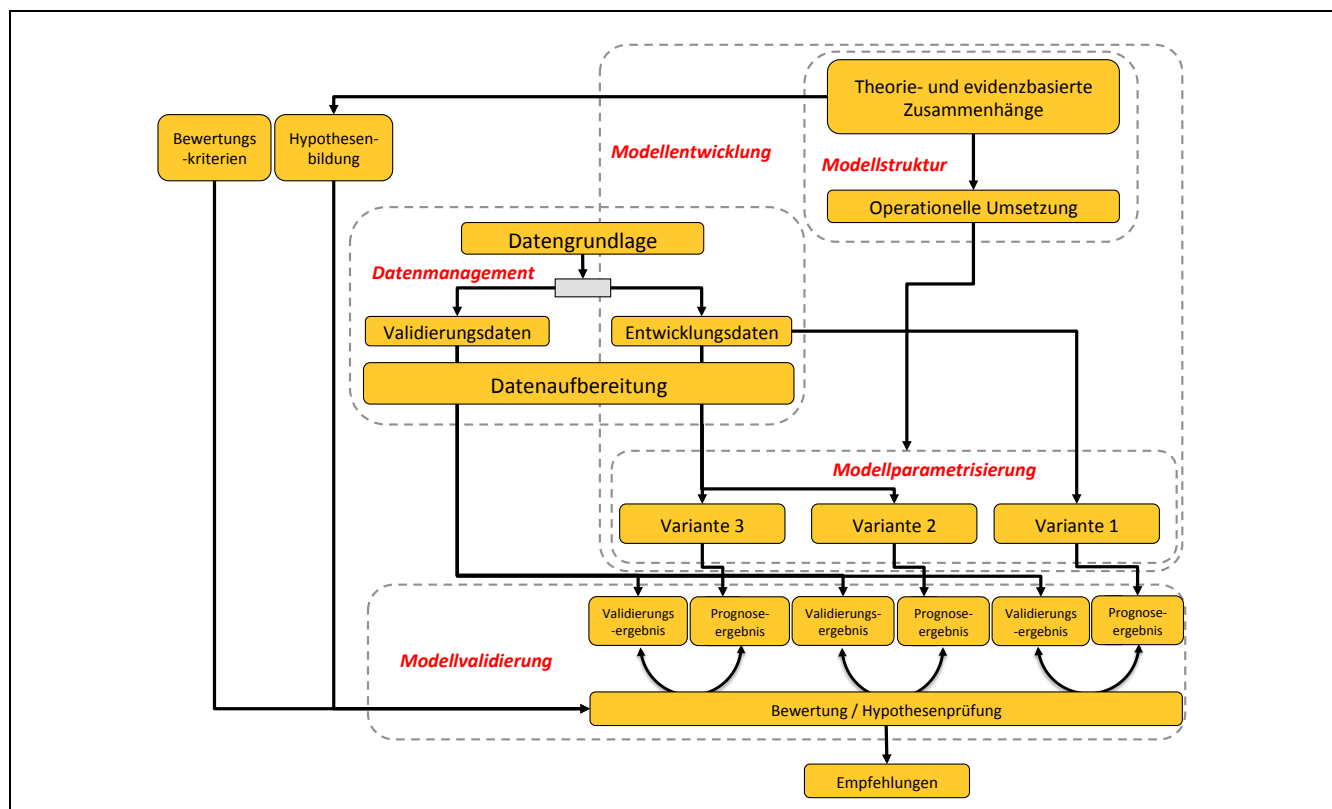 Theorie- und evidenzbasierte
Zusammenhänge
Bewertungs
-kriterien
Hypothesen-
bildung
Modellentwicklung
Modellstruktur
Operationelle Umsetzung
Datengrundlage
Datenmanagement
Validierungsdaten
Entwicklungsdaten
Datenaufbereitung
Modellparametrisierung
Variante 3
Variante 2
Variante 1
Validierungs
-ergebnis
Prognose-
ergebnis
Validierungs-
ergebnis
Prognose-
ergebnis
Validierungs
-ergebnis
Prognose-
ergebnis
Modellvalidierung
Bewertung / Hypothesenprüfung
Empfehlungen